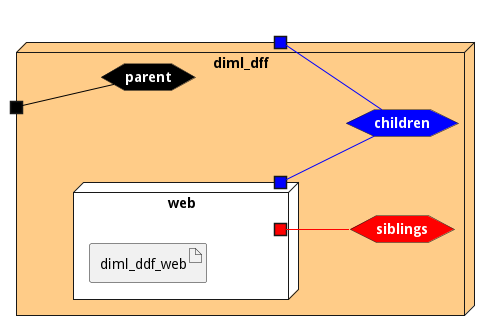 diml_dff
parent
children
web
siblings
diml_ddf_web